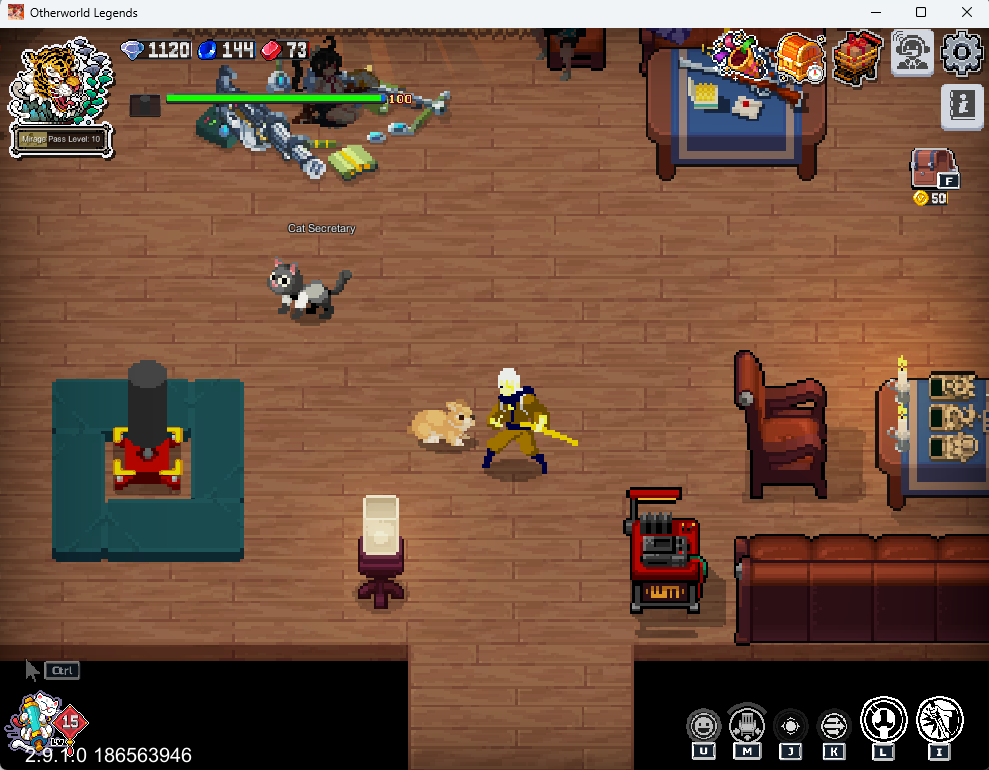 Otherworld Legends
1120 144 73
100
Mirage Pass Level: 10
F
50
Cat Secretary
Ctrl
15
2.9.1.0 186563946
U M J K L I